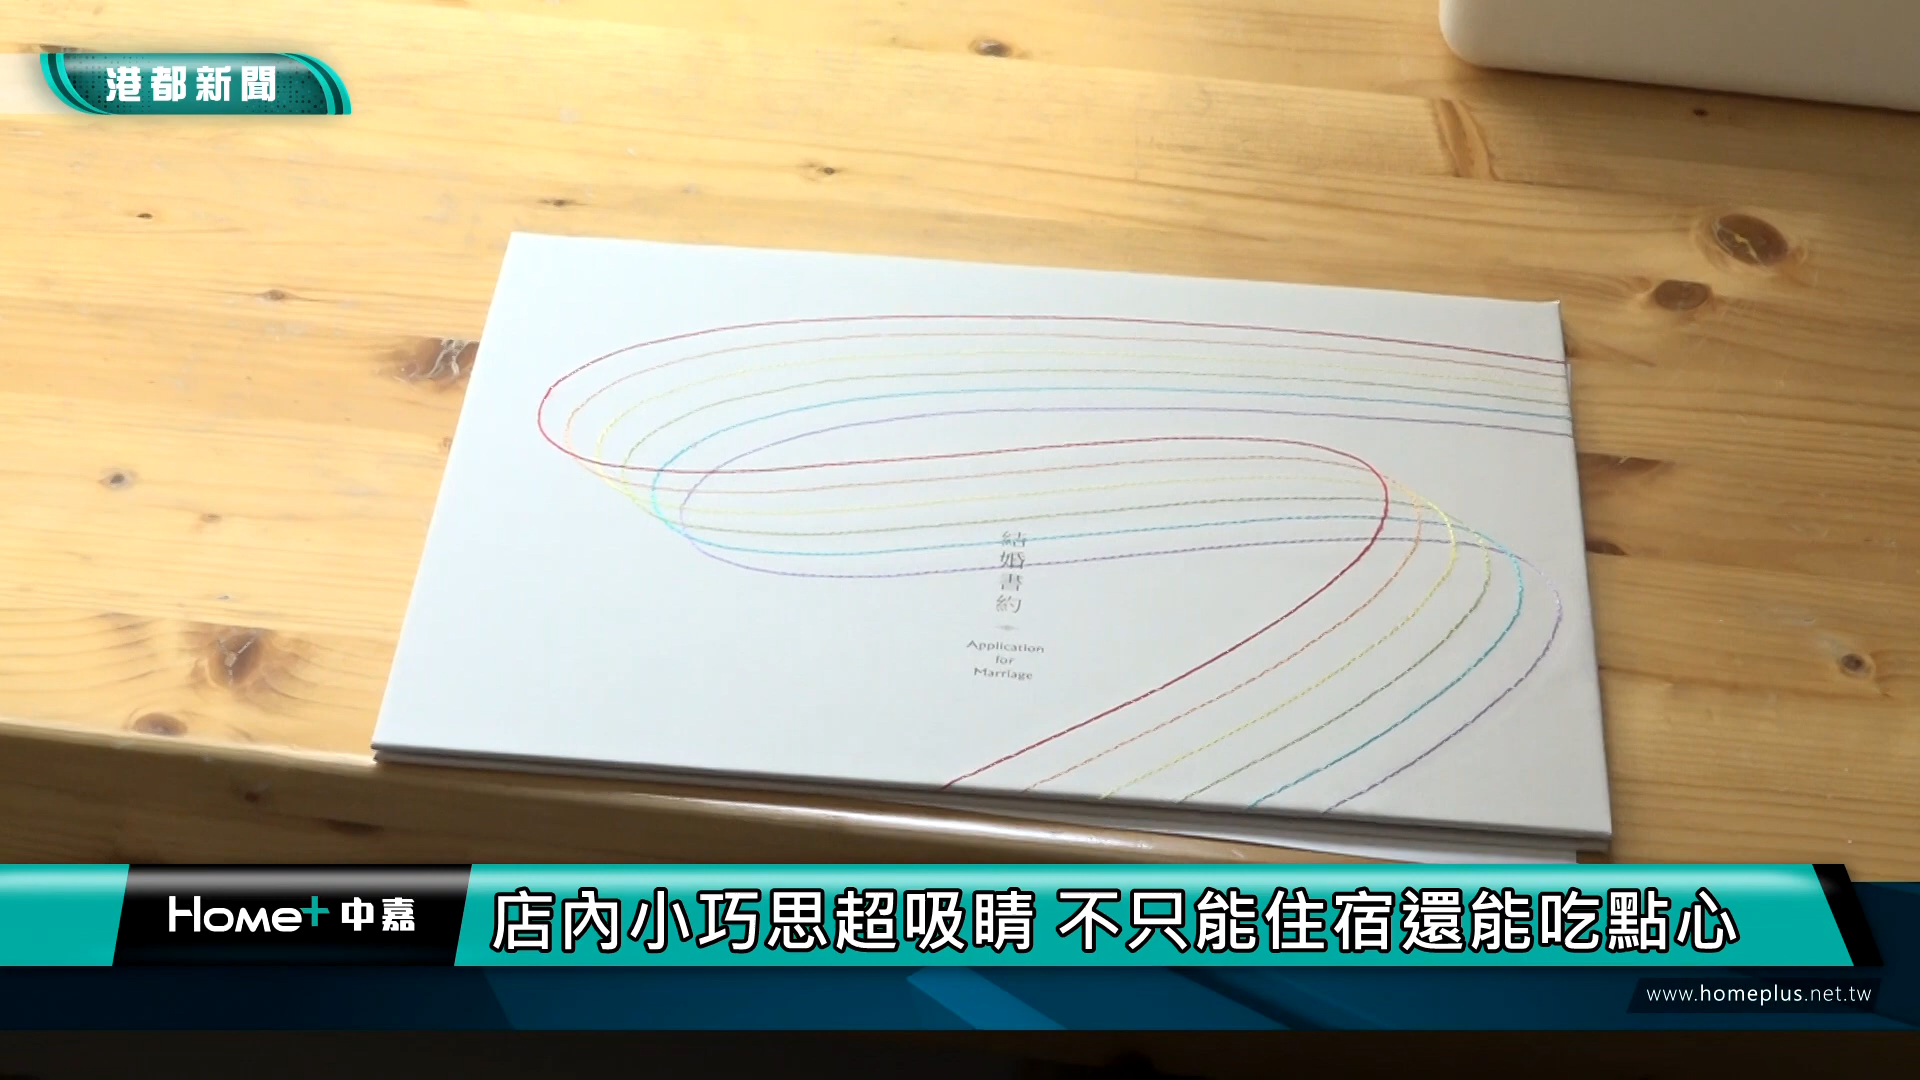 港都新聞
結婚書約
Application
for
Marriage
Home+ 中嘉
店內小巧思超吸睛 不只能住宿還能吃點心
www.homeplus.net.tw